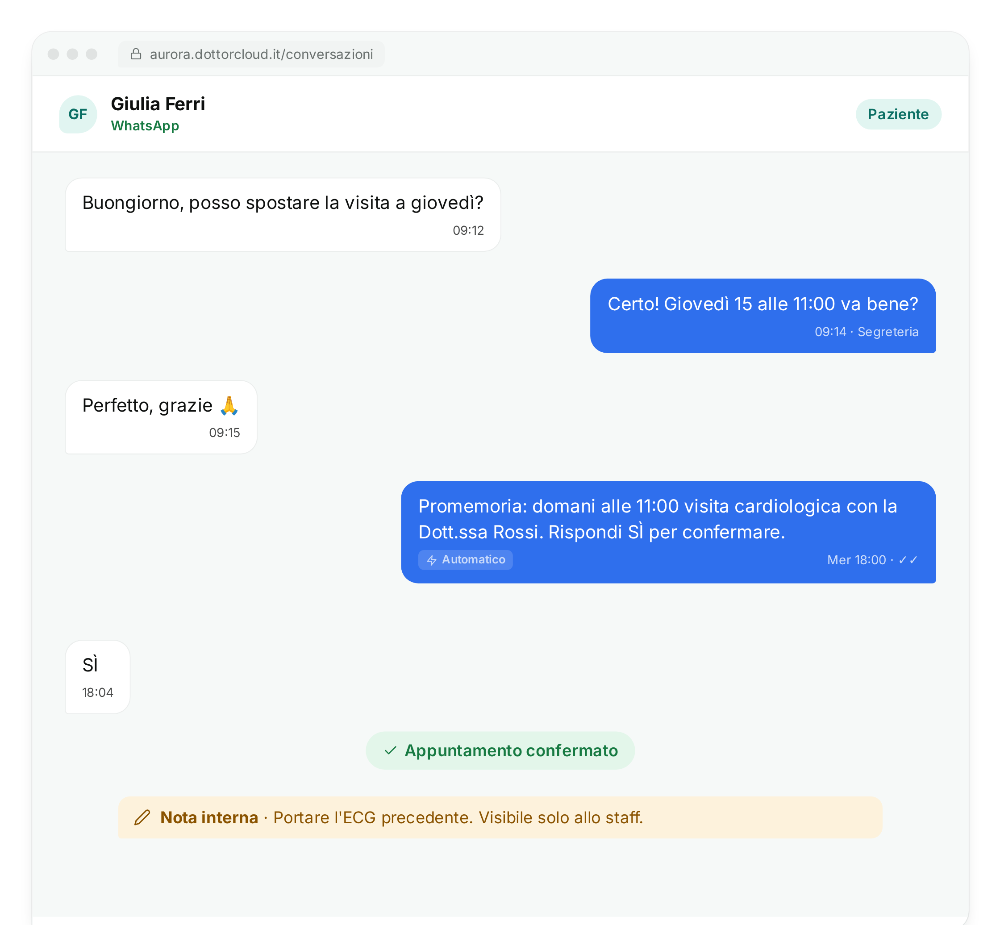 aurora.dottorcloud.it/conversazioni
GF
Giulia Ferri
WhatsApp
Paziente
Buongiorno, posso spostare la visita a giovedì?
09:12
Certo! Giovedì 15 alle 11:00 va bene?
09:14 · Segreteria
Perfetto, grazie 🙏
09:15
Promemoria: domani alle 11:00 visita cardiologica con la
Dott.ssa Rossi. Rispondi SÌ per confermare.
Automatico
Mer 18:00 · ✓✓
SÌ
18:04
✓ Appuntamento confermato
Nota interna · Portare l'ECG precedente. Visibile solo allo staff.